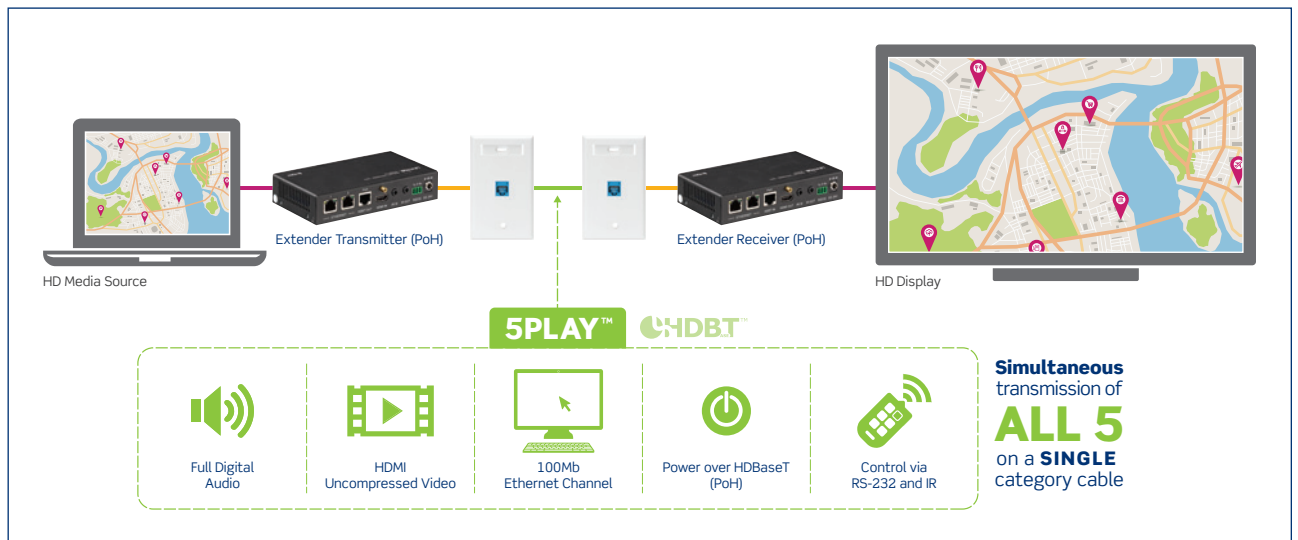 Extender Transmitter (PoH)
Extender Receiver (PoH)
HD Media Source
HD Display
5PLAY™
HDBT™
Full Digital
Audio
HDMI
Uncompressed Video
100Mb
Ethernet Channel
Power over HDBaseT
(PoH)
Control via
RS-232 and IR
Simultaneous
transmission of
ALL 5
on a SINGLE
category cable